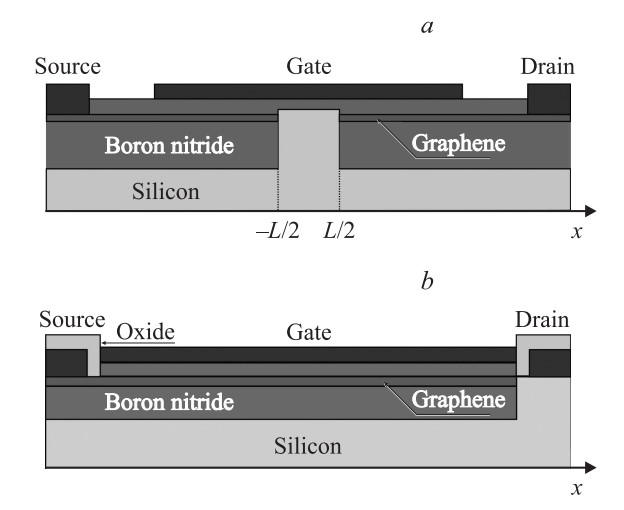 a
Source Gate Drain
Boron nitride Graphene
Silicon
–L/2 L/2 x
b
Source Oxide Gate Drain
Boron nitride Graphene
Silicon
x